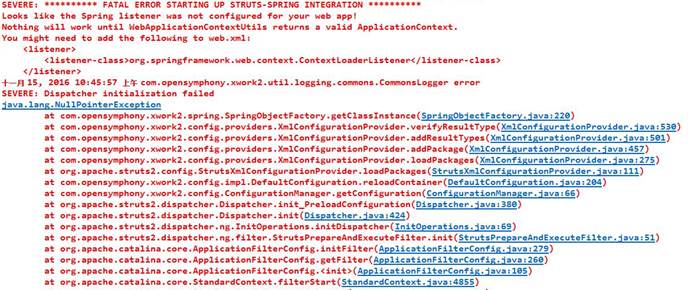 SEVERE: ********** FATAL ERROR STARTING UP STRUTS-SPRING INTEGRATION **********
Looks like the Spring listener was not configured for your web app!
Nothing will work until WebApplicationContextUtils returns a valid ApplicationContext.
You might need to add the following to web.xml:
<listener>
<listener-class>org.springframework.web.context.ContextLoaderListener</listener-class>
</listener>
十一月 15, 2016 10:45:57 上午 com.opensymphony.xwork2.util.logging.commons.CommonsLogger error
SEVERE: Dispatcher initialization failed
java.lang.NullPointerException
at com.opensymphony.xwork2.spring.SpringObjectFactory.getClassInstance(SpringObjectFactory.java:220)
at com.opensymphony.xwork2.config.providers.XmlConfigurationProvider.verifyResultType(XmlConfigurationProvider.java:530)
at com.opensymphony.xwork2.config.providers.XmlConfigurationProvider.addResultTypes(XmlConfigurationProvider.java:501)
at com.opensymphony.xwork2.config.providers.XmlConfigurationProvider.addPackage(XmlConfigurationProvider.java:457)
at com.opensymphony.xwork2.config.providers.XmlConfigurationProvider.loadPackages(XmlConfigurationProvider.java:275)
at org.apache.struts2.config.StrutsXmlConfigurationProvider.loadPackages(StrutsXmlConfigurationProvider.java:111)
at com.opensymphony.xwork2.config.impl.DefaultConfiguration.reloadContainer(DefaultConfiguration.java:204)
at com.opensymphony.xwork2.config.ConfigurationManager.getConfiguration(ConfigurationManager.java:66)
at org.apache.struts2.dispatcher.Dispatcher.init_PreloadConfiguration(Dispatcher.java:380)
at org.apache.struts2.dispatcher.Dispatcher.init(Dispatcher.java:424)
at org.apache.struts2.dispatcher.ng.InitOperations.initDispatcher(InitOperations.java:69)
at org.apache.struts2.dispatcher.ng.filter.StrutsPrepareAndExecuteFilter.init(StrutsPrepareAndExecuteFilter.java:51)
at org.apache.catalina.core.ApplicationFilterConfig.initFilter(ApplicationFilterConfig.java:279)
at org.apache.catalina.core.ApplicationFilterConfig.getFilter(ApplicationFilterConfig.java:260)
at org.apache.catalina.core.ApplicationFilterConfig.<init>(ApplicationFilterConfig.java:105)
at org.apache.catalina.core.StandardContext.filterStart(StandardContext.java:4855)